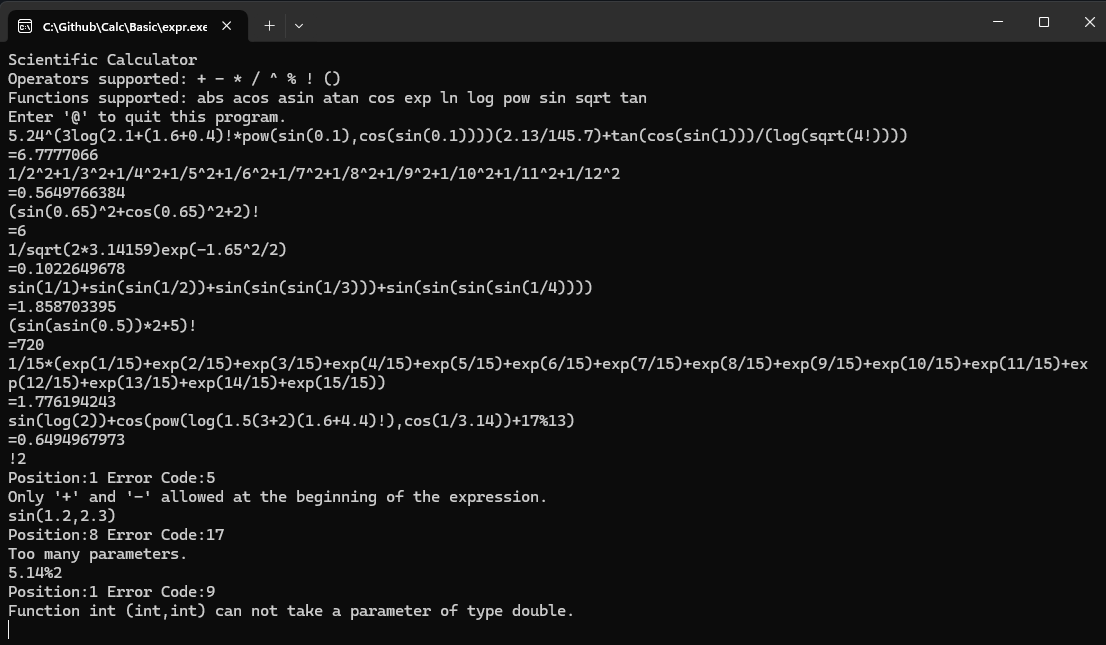 C:\Github\Calc\Basic\expr.exe
Scientific Calculator
Operators supported: + - * / ^ % ! ()
Functions supported: abs acos asin atan cos exp ln log pow sin sqrt tan
Enter '@' to quit this program.
5.24^(3log(2.1+(1.6+0.4)!*pow(sin(0.1),cos(sin(0.1))))(2.13/145.7)+tan(cos(sin(1)))/(log(sqrt(4!))))
=6.7777066
1/2^2+1/3^2+1/4^2+1/5^2+1/6^2+1/7^2+1/8^2+1/9^2+1/10^2+1/11^2+1/12^2
=0.5649766384
(sin(0.65)^2+cos(0.65)^2+2)!
=6
1/sqrt(2*3.14159)exp(-1.65^2/2)
=0.1022649678
sin(1/1)+sin(sin(1/2))+sin(sin(sin(1/3)))+sin(sin(sin(sin(1/4))))
=1.858703395
(sin(asin(0.5))*2+5)!
=720
1/15*(exp(1/15)+exp(2/15)+exp(3/15)+exp(4/15)+exp(5/15)+exp(6/15)+exp(7/15)+exp(8/15)+exp(9/15)+exp(10/15)+exp(11/15)+ex
p(12/15)+exp(13/15)+exp(14/15)+exp(15/15))
=1.776194243
sin(log(2))+cos(pow(log(1.5(3+2)(1.6+4.4)!),cos(1/3.14))+17%13)
=0.6494967973
!2
Position:1 Error Code:5
Only '+' and '-' allowed at the beginning of the expression.
sin(1.2,2.3)
Position:8 Error Code:17
Too many parameters.
5.14%2
Position:1 Error Code:9
Function int (int,int) can not take a parameter of type double.